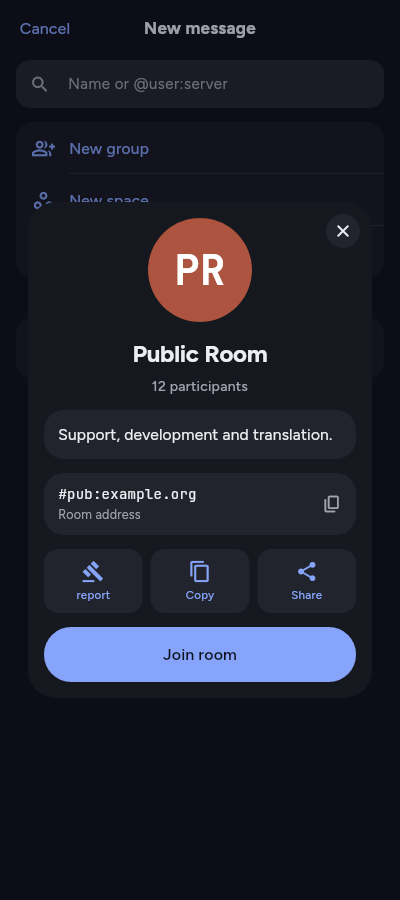 Cancel
New message
Name or @user:server
New group
New space
PR
Public Room
12 participants
Support, development and translation.
#pub:example.org
Room address
report
Copy
Share
Join room